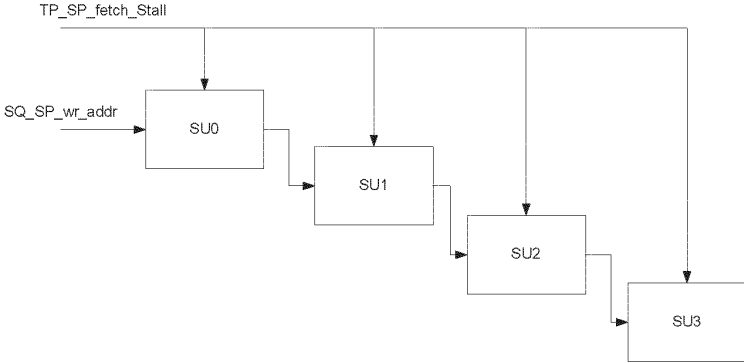 TP_SP_fetch_Stall
SQ_SP_wr_addr
SU0
SU1
SU2
SU3